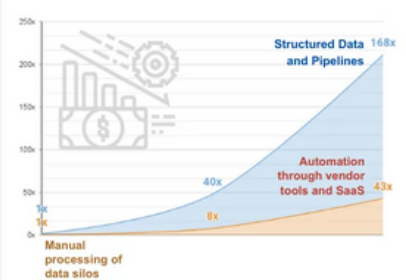 250x
200x
150x
100x
50x
0x
Structured Data
and Pipelines
168x
Automation
through vendor
tools and SaaS
43x
40x
8x
1x
1x
Manual
processing of
data silos
$